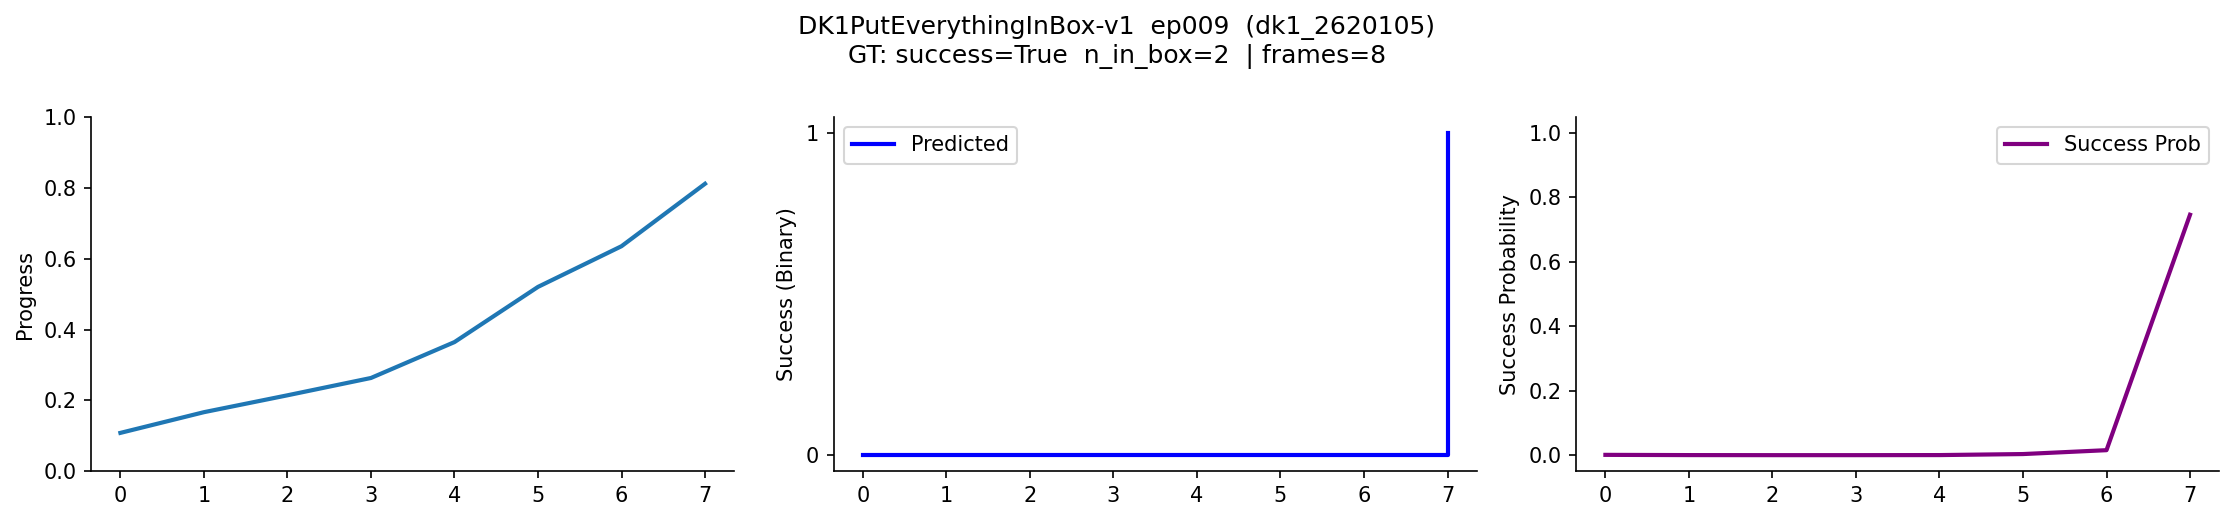 DK1PutEverythingInBox-v1 ep009 (dk1_2620105)
GT: success=True n_in_box=2 | frames=8
Progress
1.0
0.8
0.6
0.4
0.2
0.0
0 1 2 3 4 5 6 7
Success (Binary)
1
0
Predicted
0 1 2 3 4 5 6 7
Success Probability
1.0
0.8
0.6
0.4
0.2
0.0
Success Prob
0 1 2 3 4 5 6 7